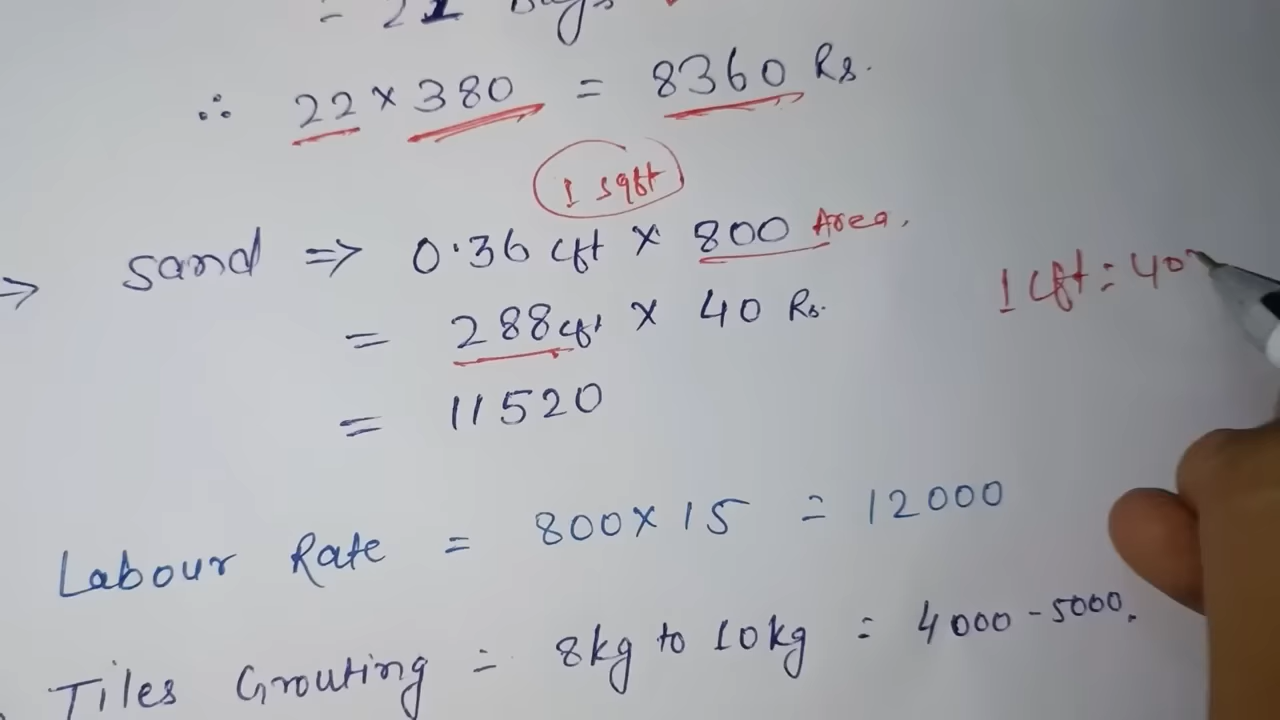 ∴ 22 × 380 = 8360 Rs.
1 sqft
⇒ Sand ⇒ 0.36 cft × 800 Area.
= 288 cft × 40 Rs.
1 cft = 40
= 11520
Labour Rate = 800 × 15 = 12000
Tiles Grouting = 8kg to 10kg = 4000 - 5000.